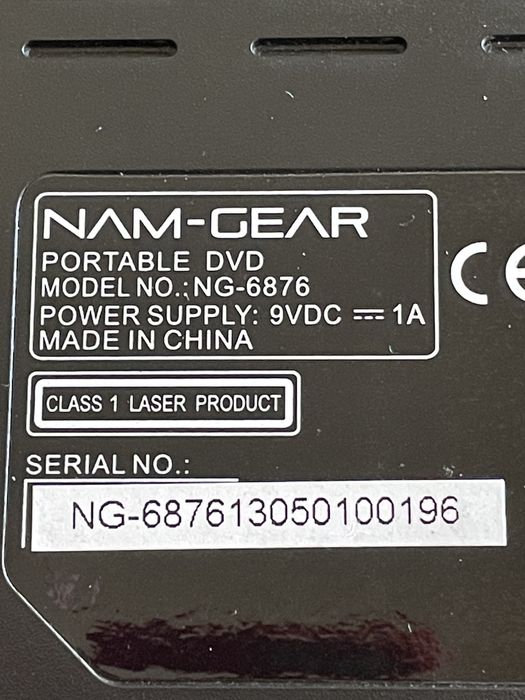 NAM-GEAR
PORTABLE DVD
MODEL NO.:NG-6876
POWER SUPPLY: 9VDC ⎓ 1A
MADE IN CHINA
CE
CLASS 1 LASER PRODUCT
SERIAL NO.:
NG-687613050100196